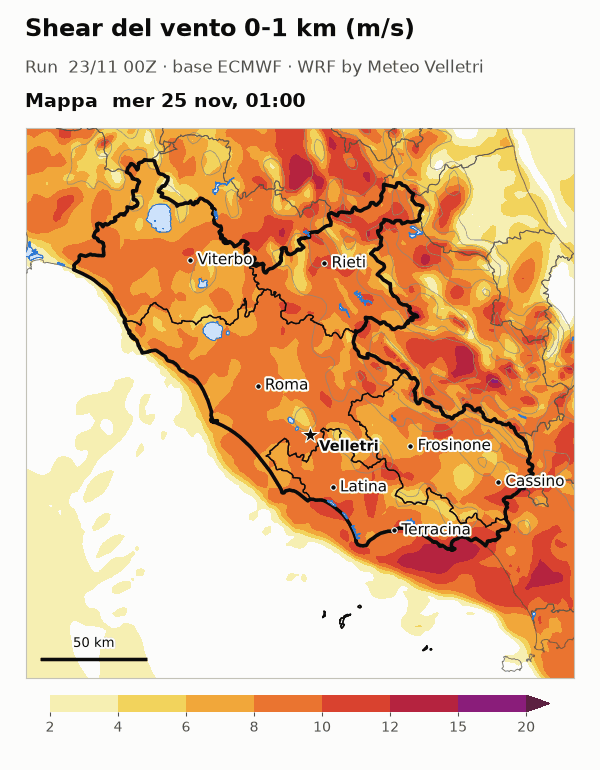 Shear del vento 0-1 km (m/s)
Run  23/11 00Z · base ECMWF · WRF by Meteo Velletri
Mappa  mer 25 nov, 01:00
Viterbo
Rieti
Roma
Velletri
Frosinone
Latina
Cassino
Terracina
50 km
2 4 6 8 10 12 15 20